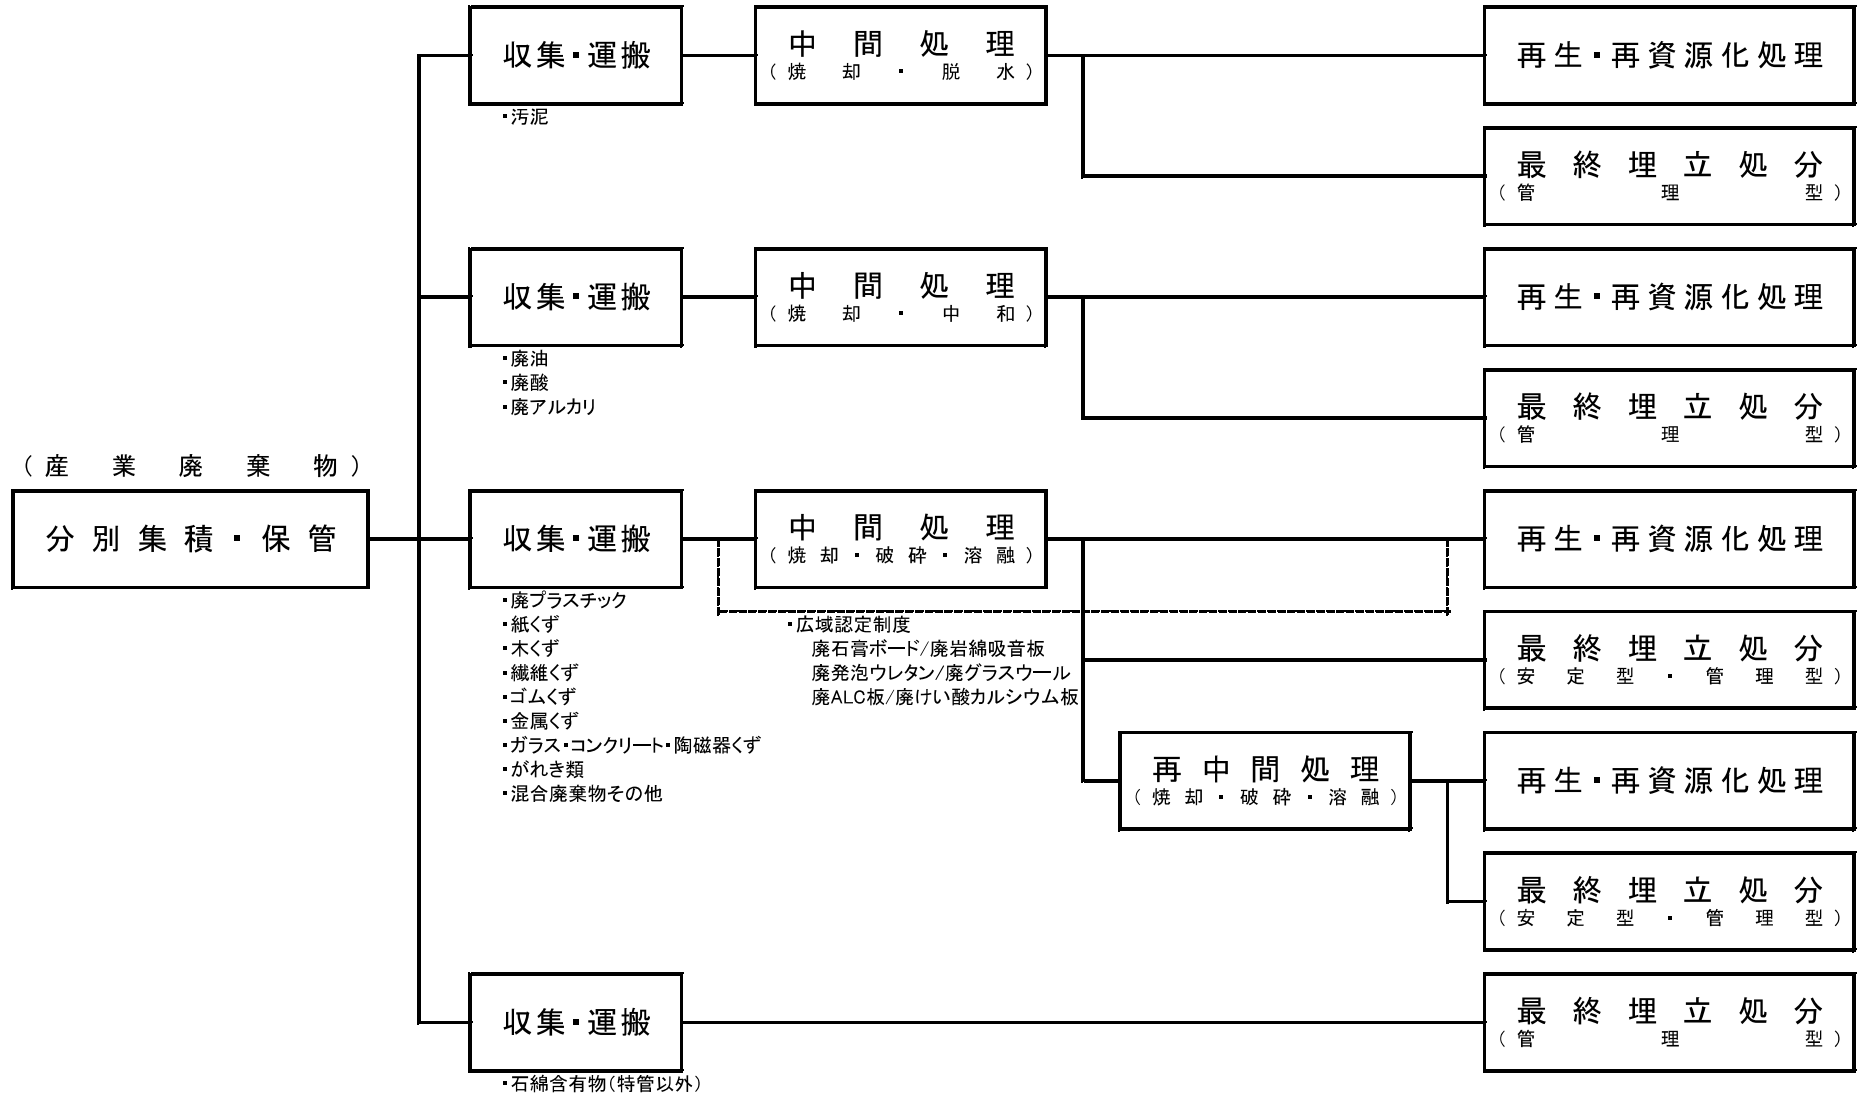 (産業廃棄物)
分別集積・保管
収集・運搬
・汚泥
中間処理
(焼却・脱水)
再生・再資源化処理
最終埋立処分
(管理型)
収集・運搬
・廃油
・廃酸
・廃アルカリ
中間処理
(焼却・中和)
再生・再資源化処理
最終埋立処分
(管理型)
収集・運搬
・廃プラスチック
・紙くず
・木くず
・繊維くず
・ゴムくず
・金属くず
・ガラス・コンクリート・陶磁器くず
・がれき類
・混合廃棄物その他
中間処理
(焼却・破砕・溶融)
・広域認定制度
廃石膏ボード/廃岩綿吸音板
廃発泡ウレタン/廃グラスウール
廃ALC板/廃けい酸カルシウム板
再生・再資源化処理
最終埋立処分
(安定型・管理型)
再中間処理
(焼却・破砕・溶融)
再生・再資源化処理
最終埋立処分
(安定型・管理型)
収集・運搬
・石綿含有物(特管以外)
最終埋立処分
(管理型)